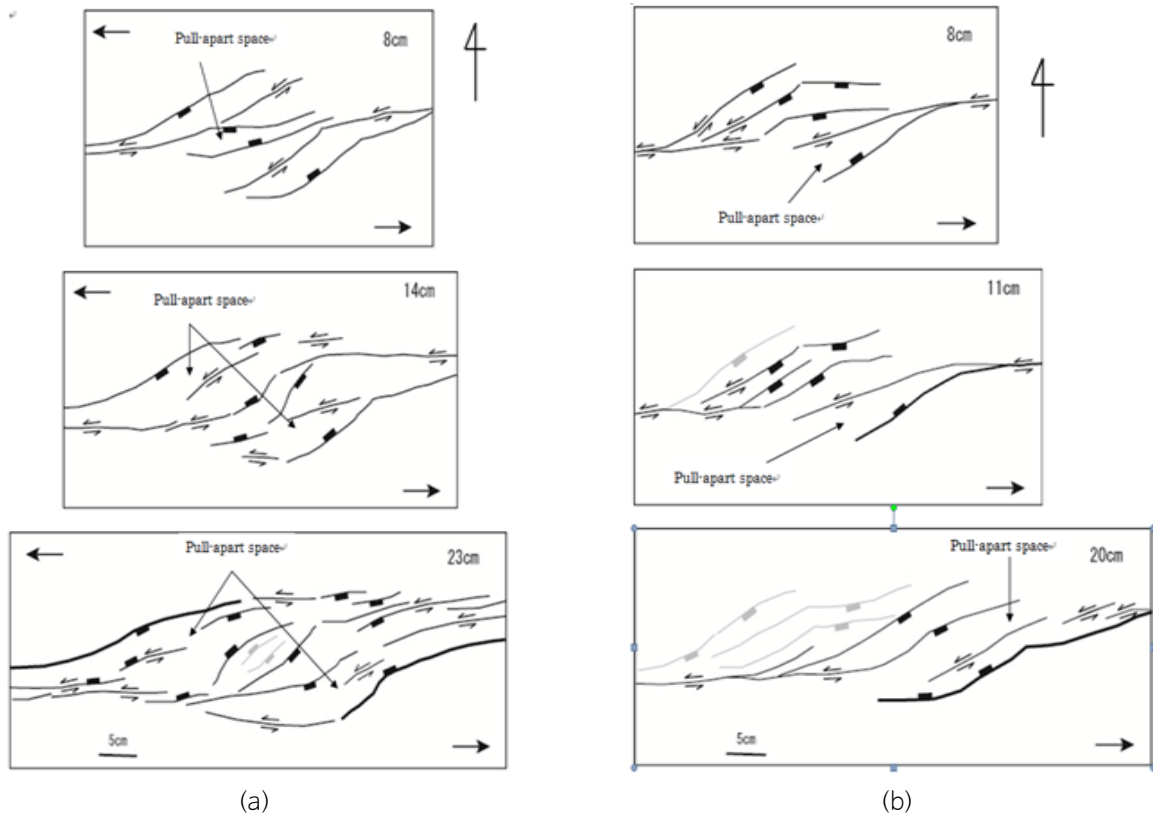 Pull-apart space
8cm
Pull-apart space
14cm
Pull-apart space
23cm
5cm
(a)
8cm
Pull-apart space
11cm
Pull-apart space
Pull-apart space
20cm
5cm
(b)